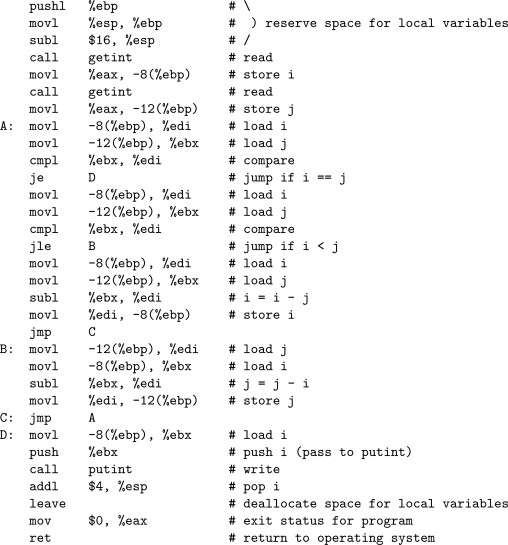 pushl %ebp # \
movl %esp, %ebp # ) reserve space for local variables
subl $16, %esp # /
call getint # read
movl %eax, -8(%ebp) # store i
call getint # read
movl %eax, -12(%ebp) # store j
A: movl -8(%ebp), %edi # load i
movl -12(%ebp), %ebx # load j
cmpl %ebx, %edi # compare
je D # jump if i == j
movl -8(%ebp), %edi # load i
movl -12(%ebp), %ebx # load j
cmpl %ebx, %edi # compare
jle B # jump if i < j
movl -8(%ebp), %edi # load i
movl -12(%ebp), %ebx # load j
subl %ebx, %edi # i = i - j
movl %edi, -8(%ebp) # store i
jmp C
B: movl -12(%ebp), %edi # load j
movl -8(%ebp), %ebx # load i
subl %ebx, %edi # j = j - i
movl %edi, -12(%ebp) # store j
C: jmp A
D: movl -8(%ebp), %ebx # load i
push %ebx # push i (pass to putint)
call putint # write
addl $4, %esp # pop i
leave # deallocate space for local variables
mov $0, %eax # exit status for program
ret # return to operating system